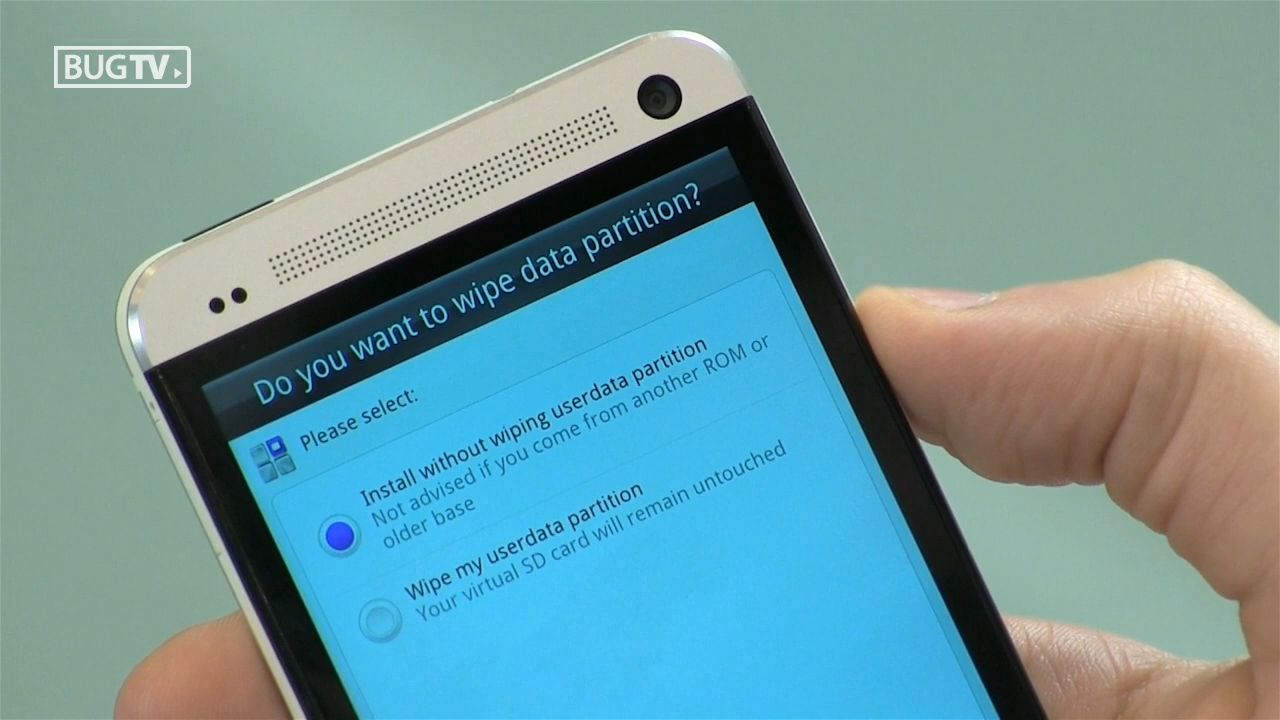 BUGTV
Do you want to wipe data partition?
Please select:
Install without wiping userdata partition
Not advised if you come from another ROM or
older base
Wipe my userdata partition
Your virtual SD card will remain untouched